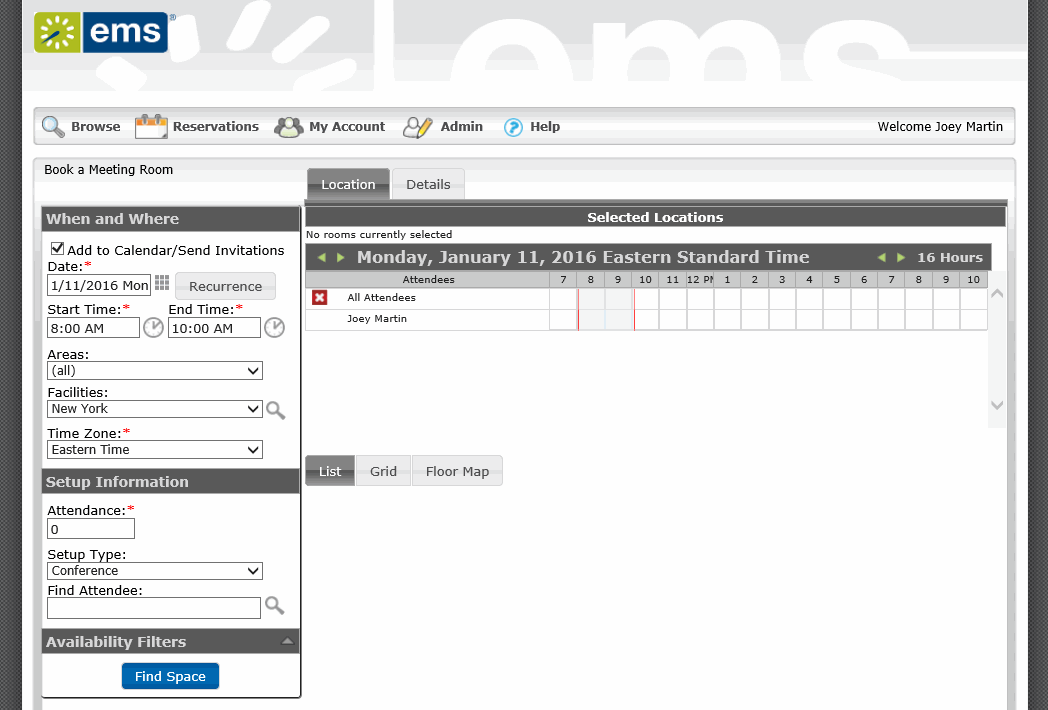 ems®
ems
Browse Reservations My Account Admin Help Welcome Joey Martin
Book a Meeting Room
Location Details
When and Where
Selected Locations
No rooms currently selected
Add to Calendar/Send Invitations
Date:*
1/11/2016 Mon Recurrence
Start Time:* End Time:*
8:00 AM 10:00 AM
Areas:
(all)
Facilities:
New York
Time Zone:*
Eastern Time
Monday, January 11, 2016 Eastern Standard Time 16 Hours
Attendees 7 8 9 10 11 12 PM 1 2 3 4 5 6 7 8 9 10
All Attendees
Joey Martin
List Grid Floor Map
Setup Information
Attendance:*
0
Setup Type:
Conference
Find Attendee:
Availability Filters
Find Space